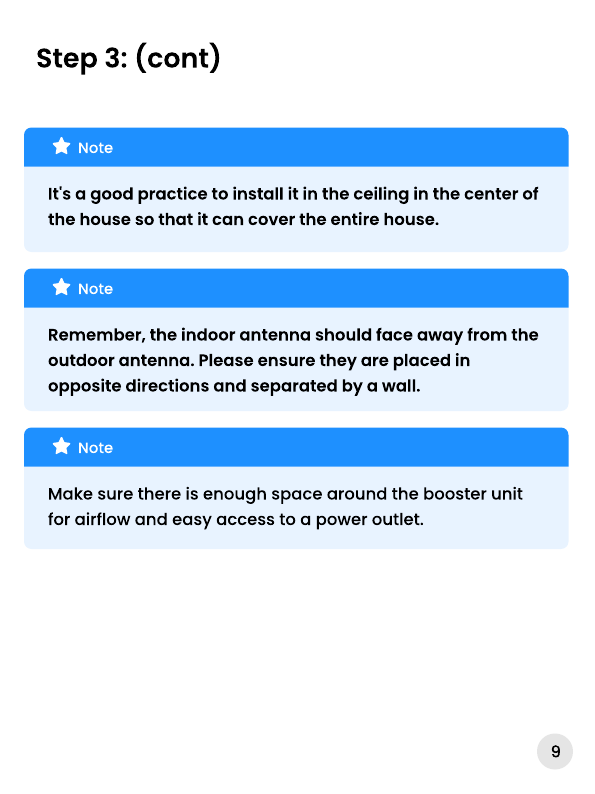 Step 3: (cont)
Note
It's a good practice to install it in the ceiling in the center of
the house so that it can cover the entire house.
Note
Remember, the indoor antenna should face away from the
outdoor antenna. Please ensure they are placed in
opposite directions and separated by a wall.
Note
Make sure there is enough space around the booster unit
for airflow and easy access to a power outlet.
9